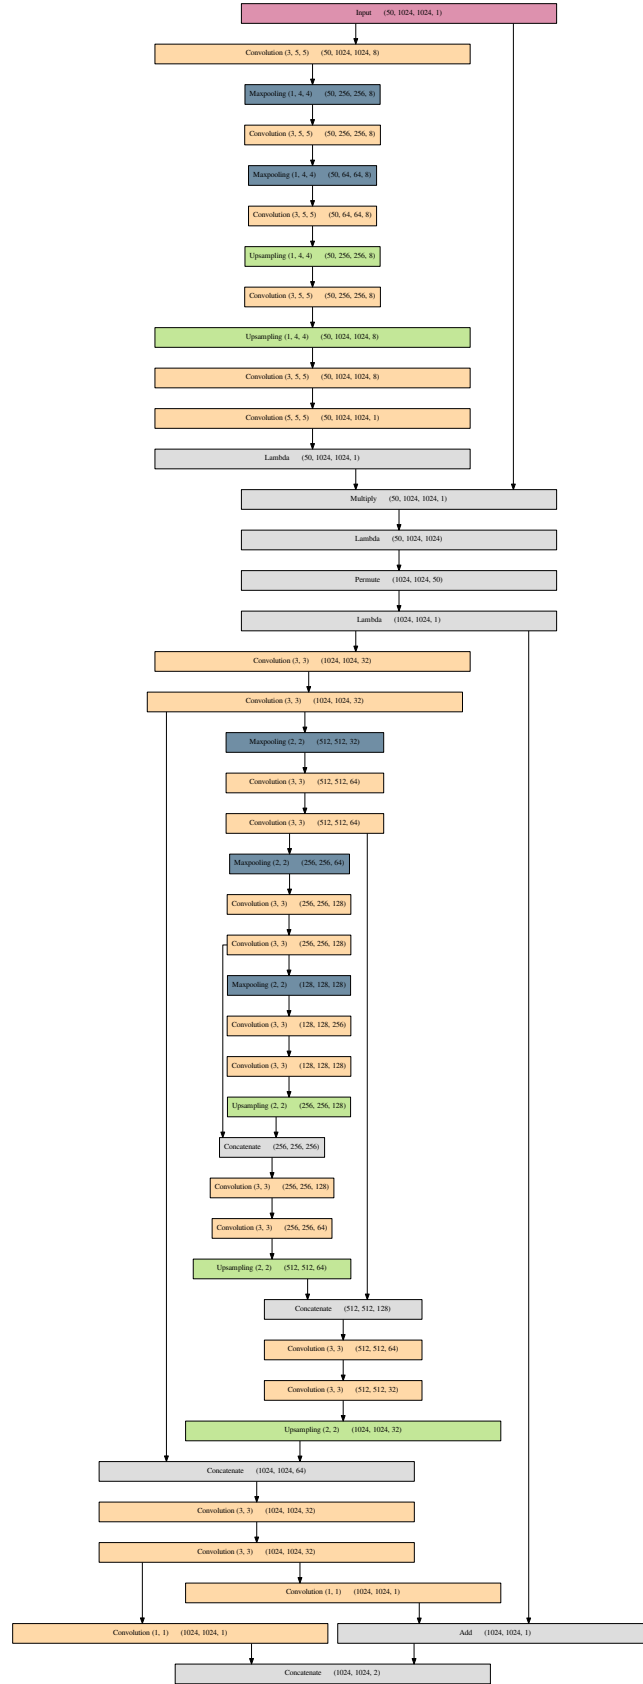 Input (50, 1024, 1024, 1)
Convolution (3, 5, 5) (50, 1024, 1024, 8)
Maxpooling (1, 4, 4) (50, 256, 256, 8)
Convolution (3, 5, 5) (50, 256, 256, 8)
Maxpooling (1, 4, 4) (50, 64, 64, 8)
Convolution (3, 5, 5) (50, 64, 64, 8)
Upsampling (1, 4, 4) (50, 256, 256, 8)
Convolution (3, 5, 5) (50, 256, 256, 8)
Upsampling (1, 4, 4) (50, 1024, 1024, 8)
Convolution (3, 5, 5) (50, 1024, 1024, 8)
Convolution (5, 5, 5) (50, 1024, 1024, 1)
Lambda (50, 1024, 1024, 1)
Multiply (50, 1024, 1024, 1)
Lambda (50, 1024, 1024)
Permute (1024, 1024, 50)
Lambda (1024, 1024, 1)
Convolution (3, 3) (1024, 1024, 32)
Convolution (3, 3) (1024, 1024, 32)
Maxpooling (2, 2) (512, 512, 32)
Convolution (3, 3) (512, 512, 64)
Convolution (3, 3) (512, 512, 64)
Maxpooling (2, 2) (256, 256, 64)
Convolution (3, 3) (256, 256, 128)
Convolution (3, 3) (256, 256, 128)
Maxpooling (2, 2) (128, 128, 128)
Convolution (3, 3) (128, 128, 256)
Convolution (3, 3) (128, 128, 128)
Upsampling (2, 2) (256, 256, 128)
Concatenate (256, 256, 256)
Convolution (3, 3) (256, 256, 128)
Convolution (3, 3) (256, 256, 64)
Upsampling (2, 2) (512, 512, 64)
Concatenate (512, 512, 128)
Convolution (3, 3) (512, 512, 64)
Convolution (3, 3) (512, 512, 32)
Upsampling (2, 2) (1024, 1024, 32)
Concatenate (1024, 1024, 64)
Convolution (3, 3) (1024, 1024, 32)
Convolution (3, 3) (1024, 1024, 32)
Convolution (1, 1) (1024, 1024, 1)
Convolution (1, 1) (1024, 1024, 1)
Add (1024, 1024, 1)
Concatenate (1024, 1024, 2)